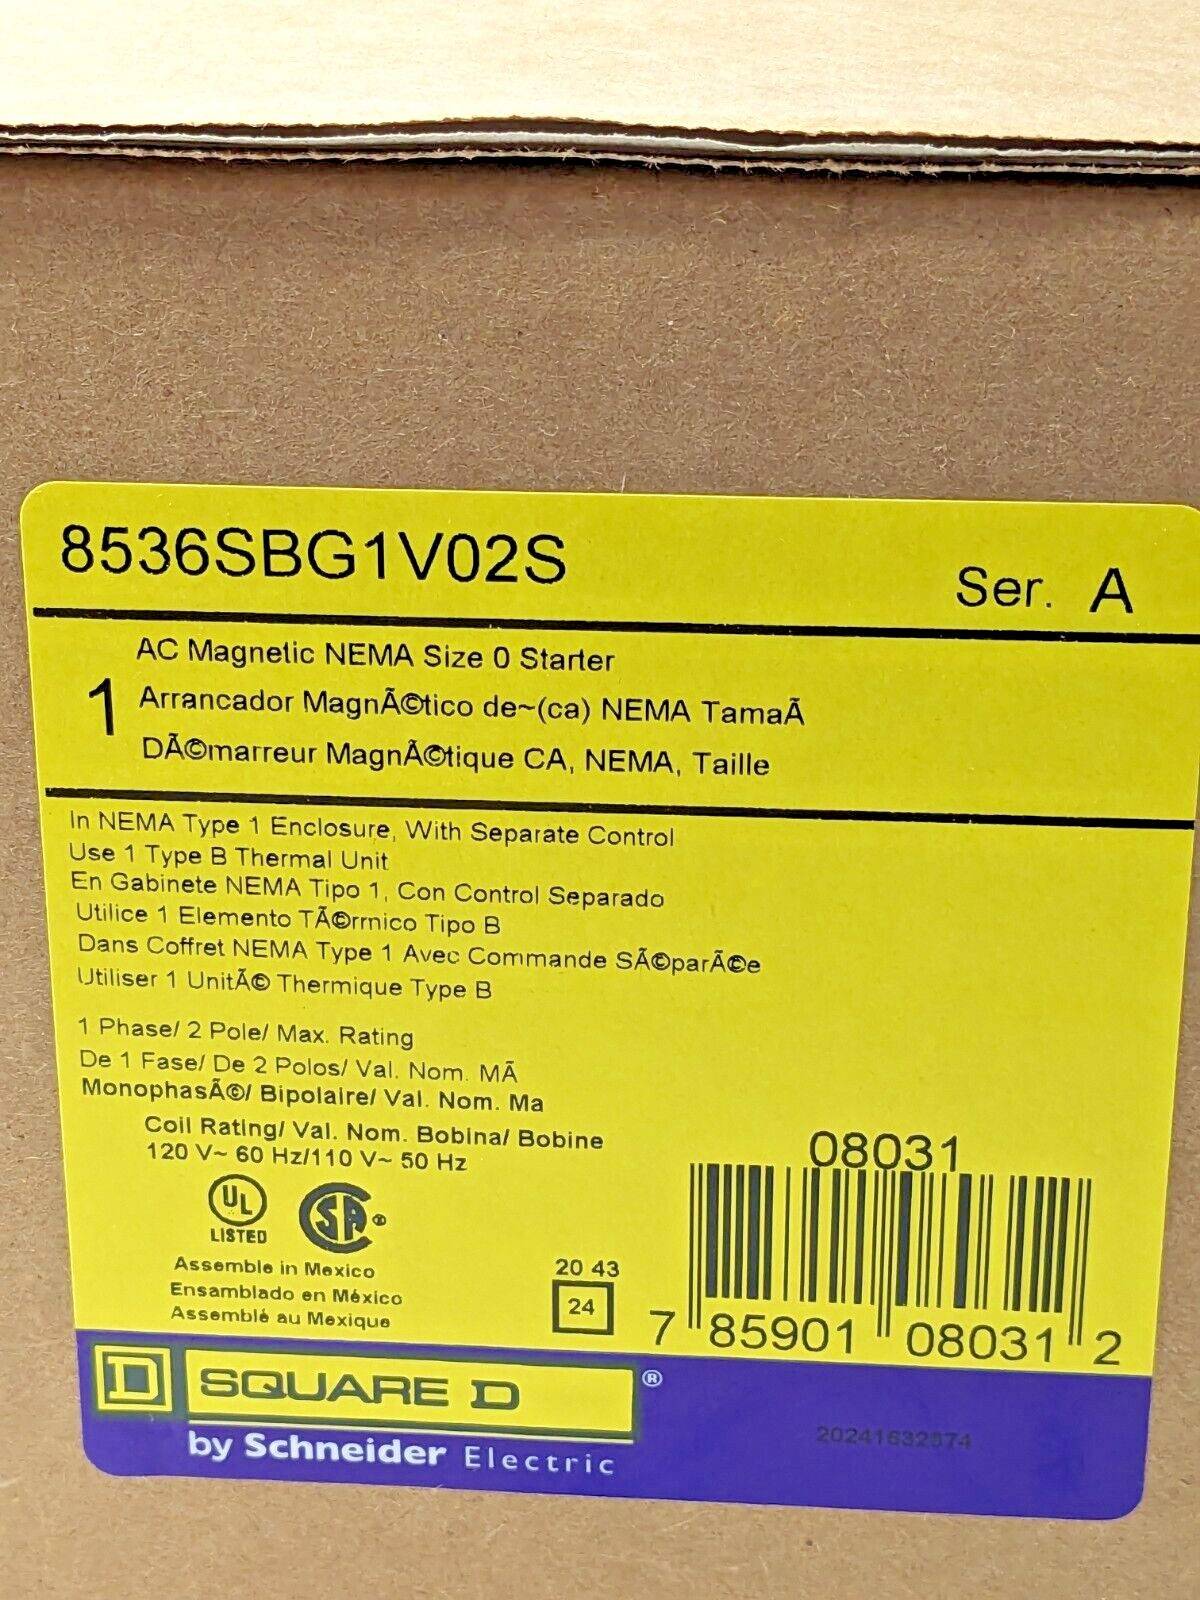 8536SBG1V02S
Ser. A
1
AC Magnetic NEMA Size 0 Starter
Arrancador MagnÃ©tico de~(ca) NEMA TamaÃ
DÃ©marreur MagnÃ©tique CA, NEMA, Taille
In NEMA Type 1 Enclosure, With Separate Control
Use 1 Type B Thermal Unit
En Gabinete NEMA Tipo 1, Con Control Separado
Utilice 1 Elemento TÃ©rmico Tipo B
Dans Coffret NEMA Type 1 Avec Commande SÃ©parÃ©e
Utiliser 1 UnitÃ© Thermique Type B
1 Phase/ 2 Pole/ Max. Rating
De 1 Fase/ De 2 Polos/ Val. Nom. MÃ
MonophasÃ©/ Bipolaire/ Val. Nom. Ma
Coil Rating/ Val. Nom. Bobina/ Bobine
120 V~ 60 Hz/110 V~ 50 Hz
UL
LISTED
CSA ®
Assemble in Mexico
Ensamblado en México
Assemblé au Mexique
20 43
24
08031
7 85901 08031 2
D SQUARE D ®
by Schneider Electric
20241632574